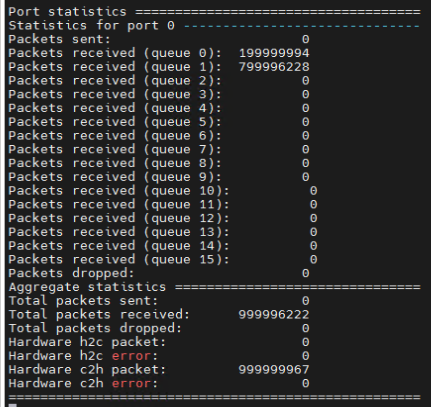 Port statistics ====================================
Statistics for port 0 ------------------------------
Packets sent: 0
Packets received (queue 0): 199999994
Packets received (queue 1): 799996228
Packets received (queue 2): 0
Packets received (queue 3): 0
Packets received (queue 4): 0
Packets received (queue 5): 0
Packets received (queue 6): 0
Packets received (queue 7): 0
Packets received (queue 8): 0
Packets received (queue 9): 0
Packets received (queue 10): 0
Packets received (queue 11): 0
Packets received (queue 12): 0
Packets received (queue 13): 0
Packets received (queue 14): 0
Packets received (queue 15): 0
Packets dropped: 0
Aggregate statistics ===============================
Total packets sent: 0
Total packets received: 999996222
Total packets dropped: 0
Hardware h2c packet: 0
Hardware h2c error: 0
Hardware c2h packet: 999999967
Hardware c2h error: 0
====================================================